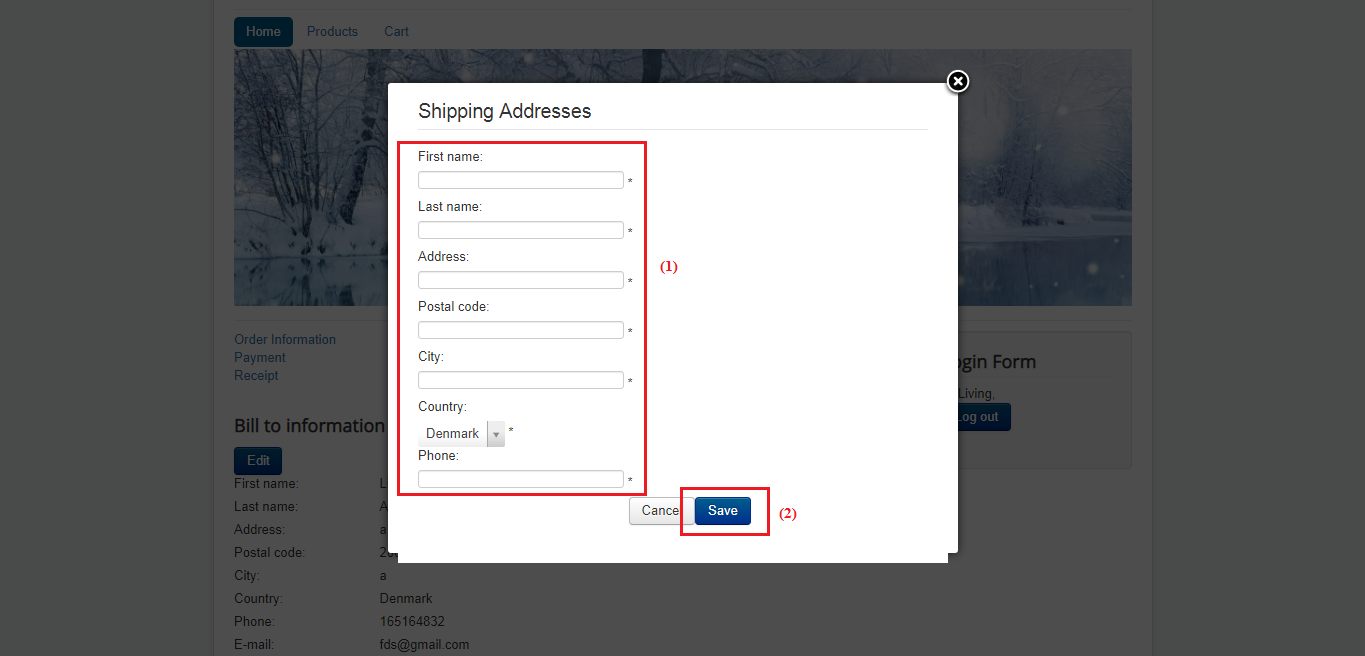 Home Products Cart
Shipping Addresses
First name:
*
Last name:
*
Address:
*
(1)
Postal code:
*
City:
*
Country:
Denmark *
Phone:
*
Cance Save (2)
Order Information
Payment
Receipt
Bill to information
Edit
First name: L
Last name: A
Address: a
Postal code:
City: a
Country: Denmark
Phone: 165164832
E-mail: fds@gmail.com
ogin Form
Living,
Log out